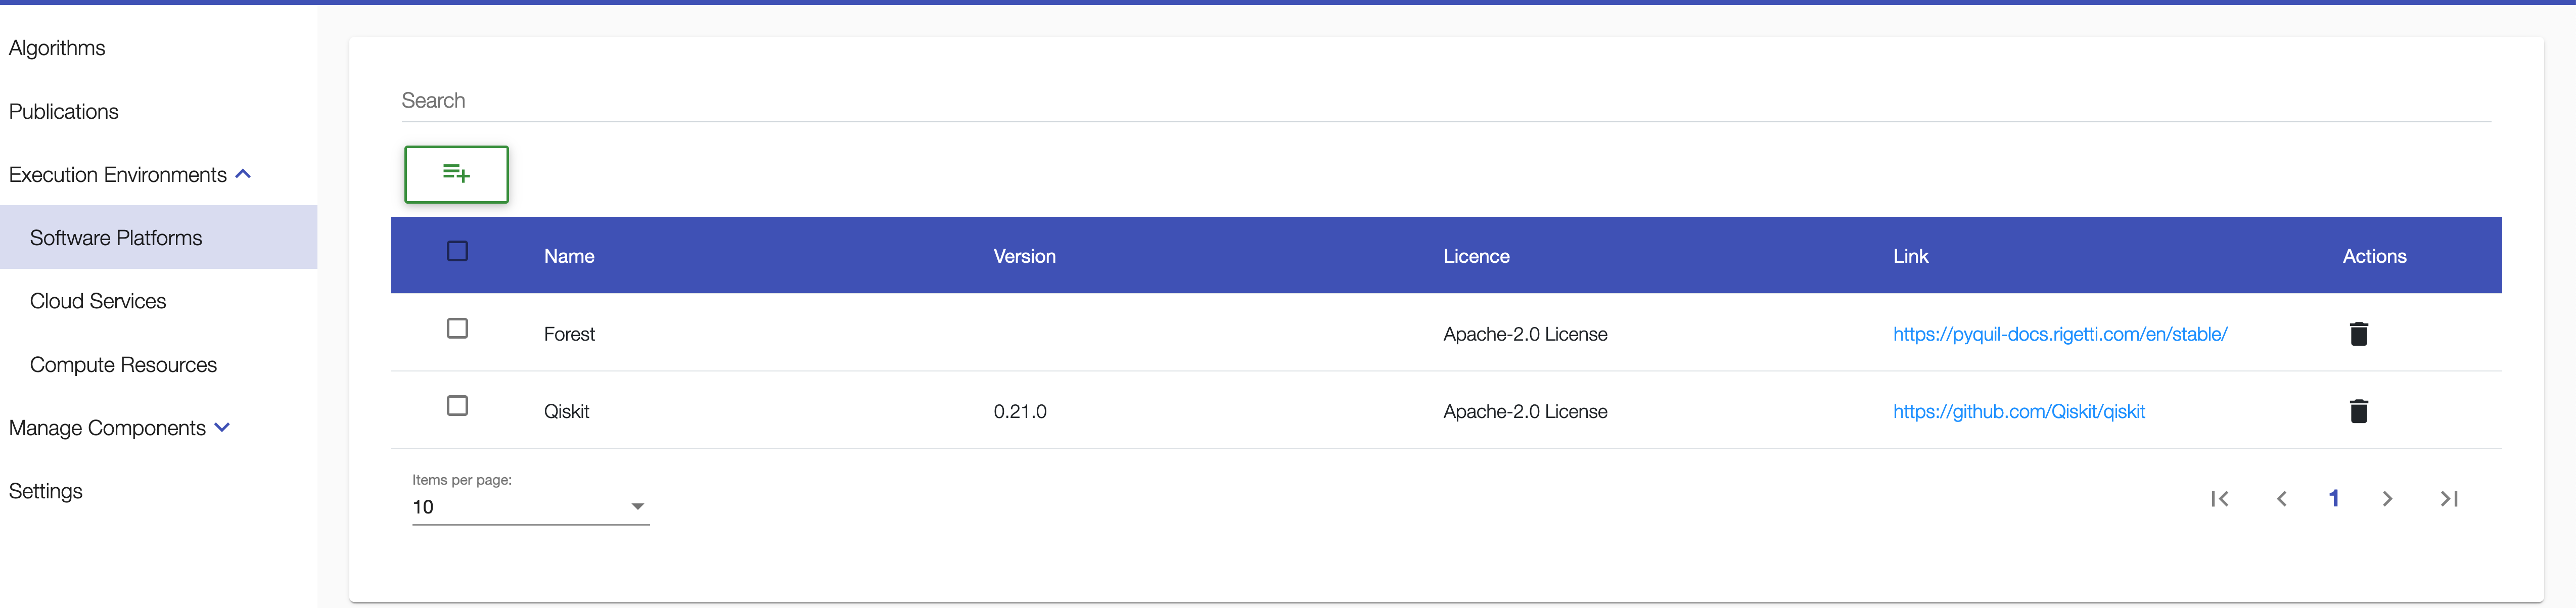 Algorithms
Publications
Execution Environments
Software Platforms
Cloud Services
Compute Resources
Manage Components
Settings
Search
Name Version Licence Link Actions
Forest Apache-2.0 License https://pyquil-docs.rigetti.com/en/stable/
Qiskit 0.21.0 Apache-2.0 License https://github.com/Qiskit/qiskit
Items per page:
10
1